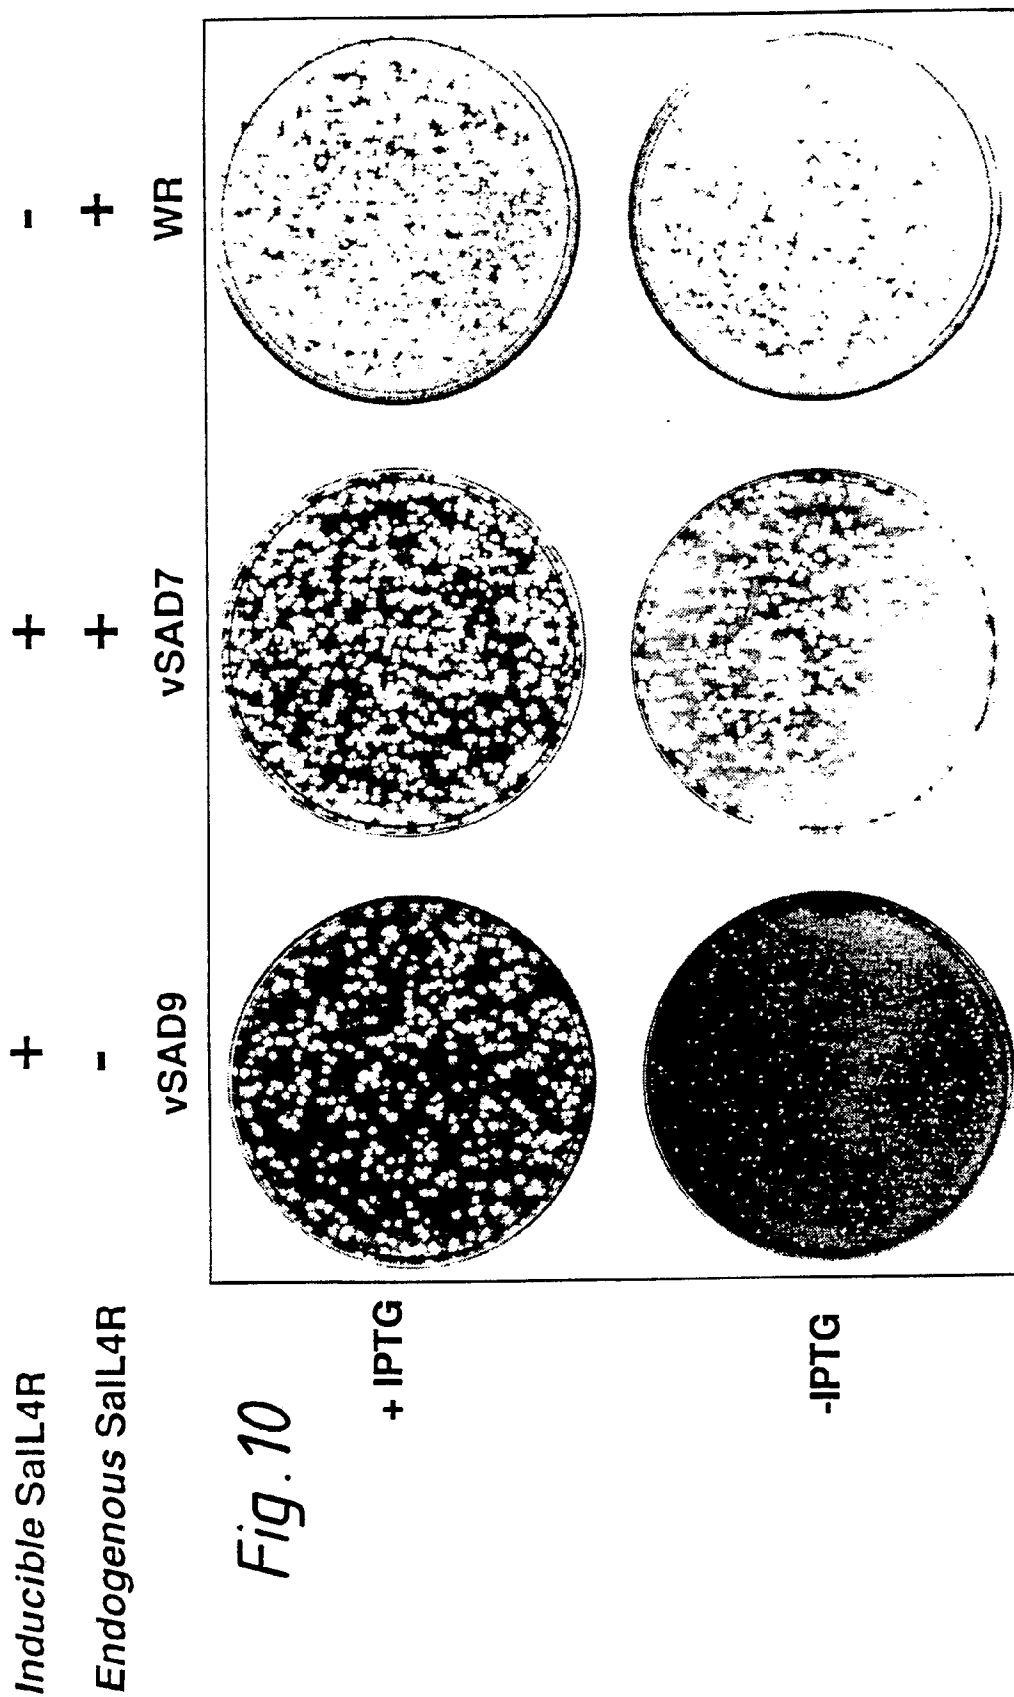 Inducible SalL4R + + -
Endogenous SalL4R - + +
vSAD9 vSAD7 WR
+ IPTG
-IPTG
Fig. 10